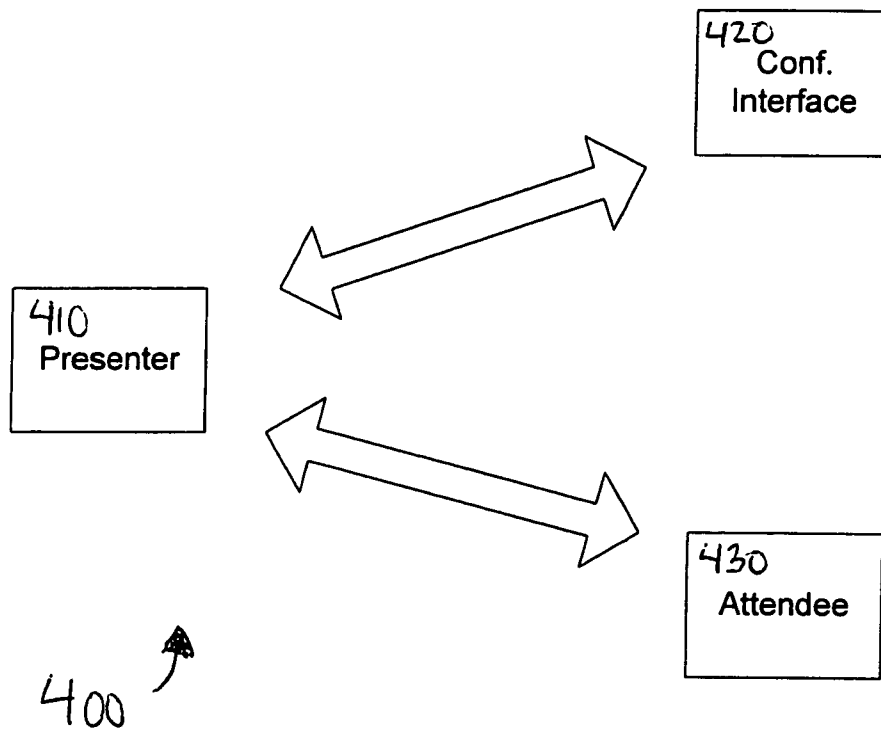 420
Conf.
Interface
410
Presenter
430
Attendee
400